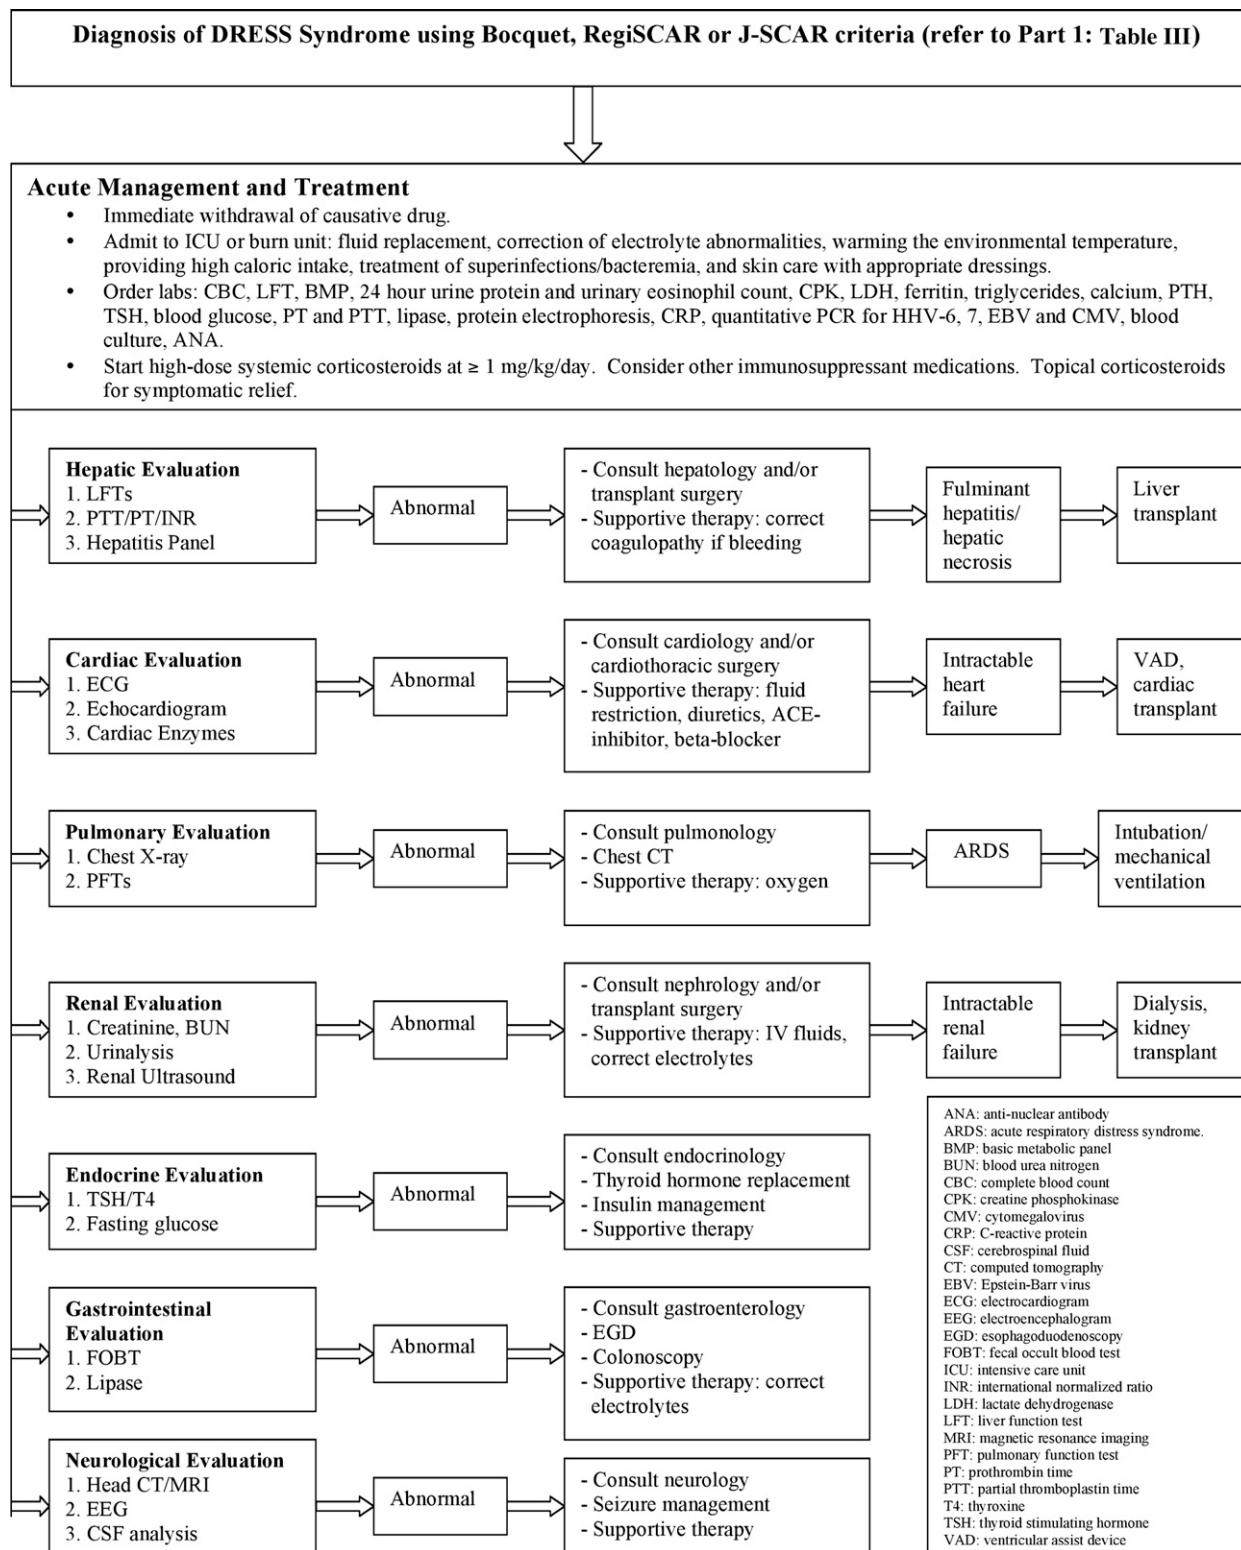 Diagnosis of DRESS Syndrome using Bocquet, RegiSCAR or J-SCAR criteria (refer to Part 1: Table III)
Acute Management and Treatment
• Immediate withdrawal of causative drug.
• Admit to ICU or burn unit: fluid replacement, correction of electrolyte abnormalities, warming the environmental temperature,
providing high caloric intake, treatment of superinfections/bacteremia, and skin care with appropriate dressings.
• Order labs: CBC, LFT, BMP, 24 hour urine protein and urinary eosinophil count, CPK, LDH, ferritin, triglycerides, calcium, PTH,
TSH, blood glucose, PT and PTT, lipase, protein electrophoresis, CRP, quantitative PCR for HHV-6, 7, EBV and CMV, blood
culture, ANA.
• Start high-dose systemic corticosteroids at ≥ 1 mg/kg/day. Consider other immunosuppressant medications. Topical corticosteroids
for symptomatic relief.
Hepatic Evaluation
1. LFTs
2. PTT/PT/INR
3. Hepatitis Panel
Abnormal
- Consult hepatology and/or
transplant surgery
- Supportive therapy: correct
coagulopathy if bleeding
Fulminant
hepatitis/
hepatic
necrosis
Liver
transplant
Cardiac Evaluation
1. ECG
2. Echocardiogram
3. Cardiac Enzymes
Abnormal
- Consult cardiology and/or
cardiothoracic surgery
- Supportive therapy: fluid
restriction, diuretics, ACE-
inhibitor, beta-blocker
Intractable
heart
failure
VAD,
cardiac
transplant
Pulmonary Evaluation
1. Chest X-ray
2. PFTs
Abnormal
- Consult pulmonology
- Chest CT
- Supportive therapy: oxygen
ARDS
Intubation/
mechanical
ventilation
Renal Evaluation
1. Creatinine, BUN
2. Urinalysis
3. Renal Ultrasound
Abnormal
- Consult nephrology and/or
transplant surgery
- Supportive therapy: IV fluids,
correct electrolytes
Intractable
renal
failure
Dialysis,
kidney
transplant
Endocrine Evaluation
1. TSH/T4
2. Fasting glucose
Abnormal
- Consult endocrinology
- Thyroid hormone replacement
- Insulin management
- Supportive therapy
Gastrointestinal
Evaluation
1. FOBT
2. Lipase
Abnormal
- Consult gastroenterology
- EGD
- Colonoscopy
- Supportive therapy: correct
electrolytes
Neurological Evaluation
1. Head CT/MRI
2. EEG
3. CSF analysis
Abnormal
- Consult neurology
- Seizure management
- Supportive therapy
ANA: anti-nuclear antibody
ARDS: acute respiratory distress syndrome.
BMP: basic metabolic panel
BUN: blood urea nitrogen
CBC: complete blood count
CPK: creatine phosphokinase
CMV: cytomegalovirus
CRP: C-reactive protein
CSF: cerebrospinal fluid
CT: computed tomography
EBV: Epstein-Barr virus
ECG: electrocardiogram
EEG: electroencephalogram
EGD: esophagoduodenoscopy
FOBT: fecal occult blood test
ICU: intensive care unit
INR: international normalized ratio
LDH: lactate dehydrogenase
LFT: liver function test
MRI: magnetic resonance imaging
PFT: pulmonary function test
PT: prothrombin time
PTT: partial thromboplastin time
T4: thyroxine
TSH: thyroid stimulating hormone
VAD: ventricular assist device